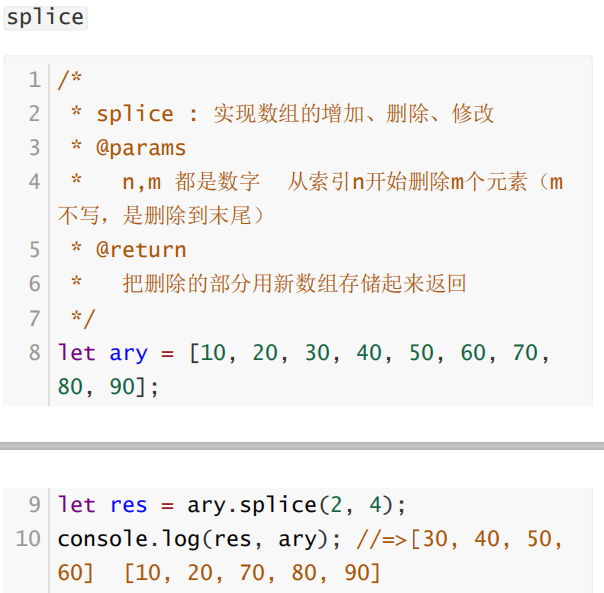 splice
1 /*
2  * splice : 实现数组的增加、删除、修改
3  * @params
4  *   n,m 都是数字  从索引n开始删除m个元素（m
不写，是删除到末尾）
5  * @return
6  *   把删除的部分用新数组存储起来返回
7  */
8 let ary = [10, 20, 30, 40, 50, 60, 70,
80, 90];
9 let res = ary.splice(2, 4);
10 console.log(res, ary); //=>[30, 40, 50,
60]  [10, 20, 70, 80, 90]